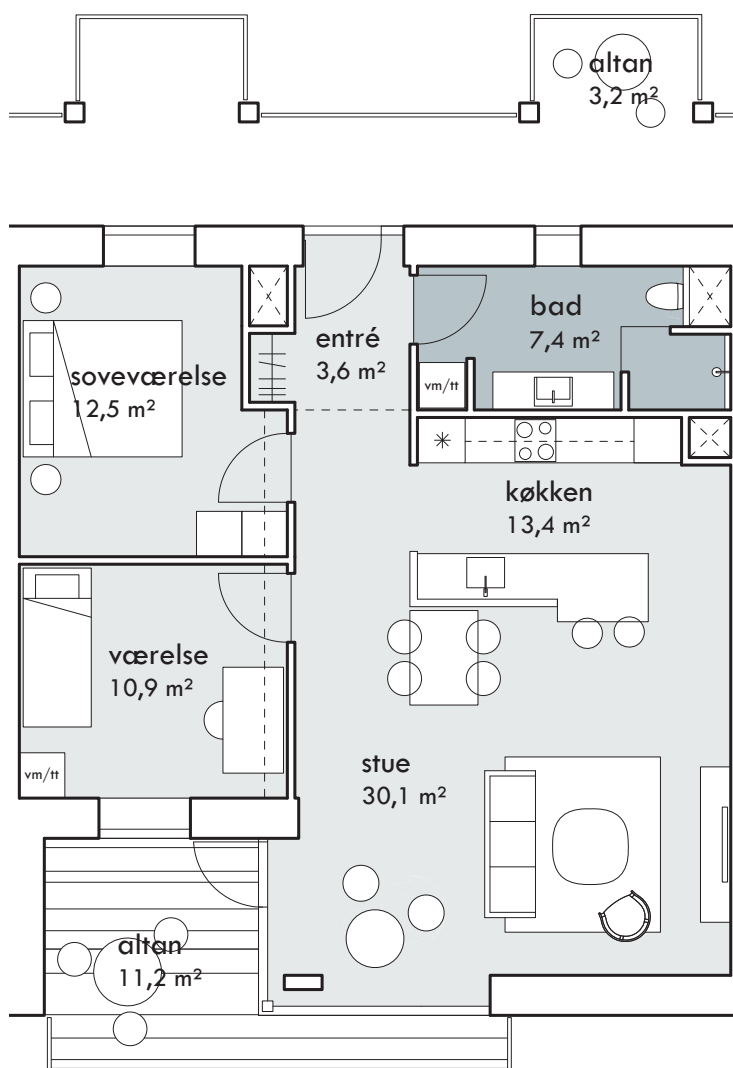 altan
3,2 m²
bad
7,4 m²
entré
3,6 m²
soveværelse
12,5 m²
vm/tt
køkken
13,4 m²
værelse
10,9 m²
vm/tt
stue
30,1 m²
altan
11,2 m²